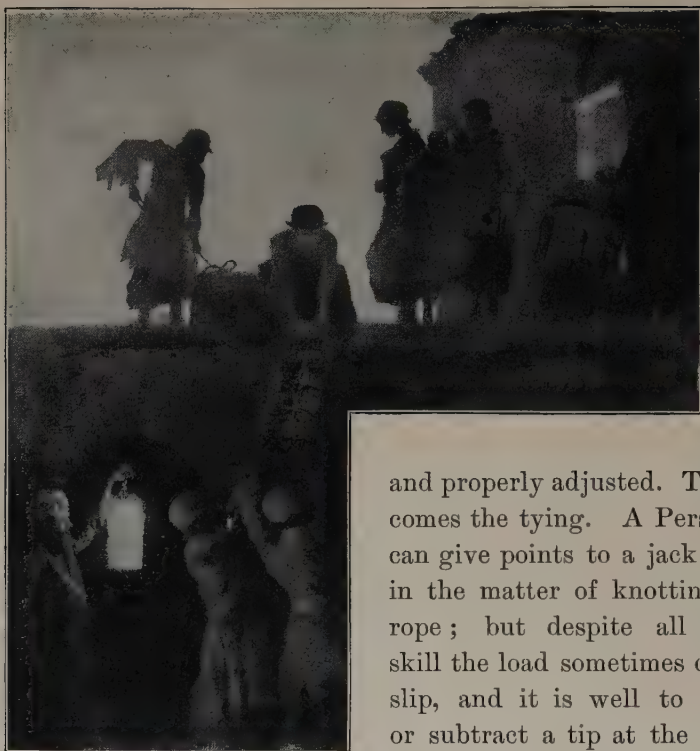 and properly adjusted. T
comes the tying. A Pers
can give points to a jack
in the matter of knottin
rope ; but despite all
skill the load sometimes d
slip, and it is well to
or subtract a tip at the